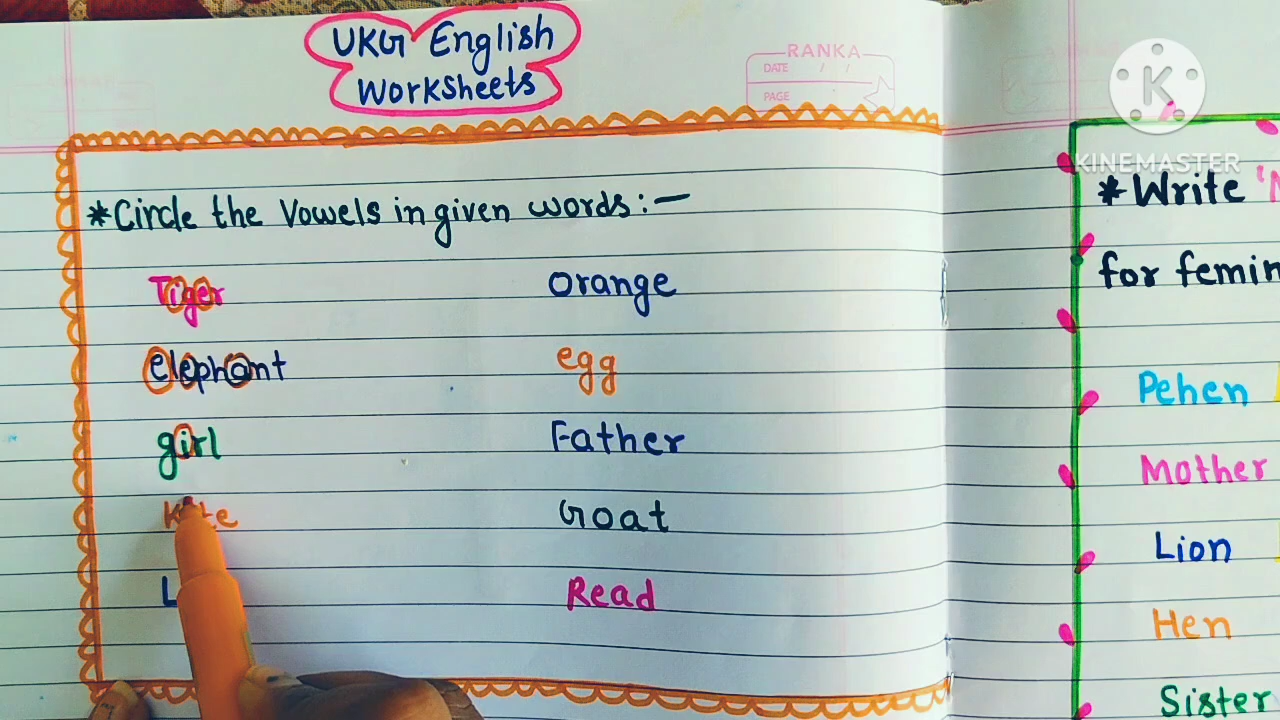 UKG English
Worksheets
RANKA
DATE / /
PAGE
KINEMASTER
*Circle the Vowels in given words:-
Tiger Orange
elephant egg
girl Father
Goat
Read
*Write
for
Pehen
Mother
Lion
Hen
Sister